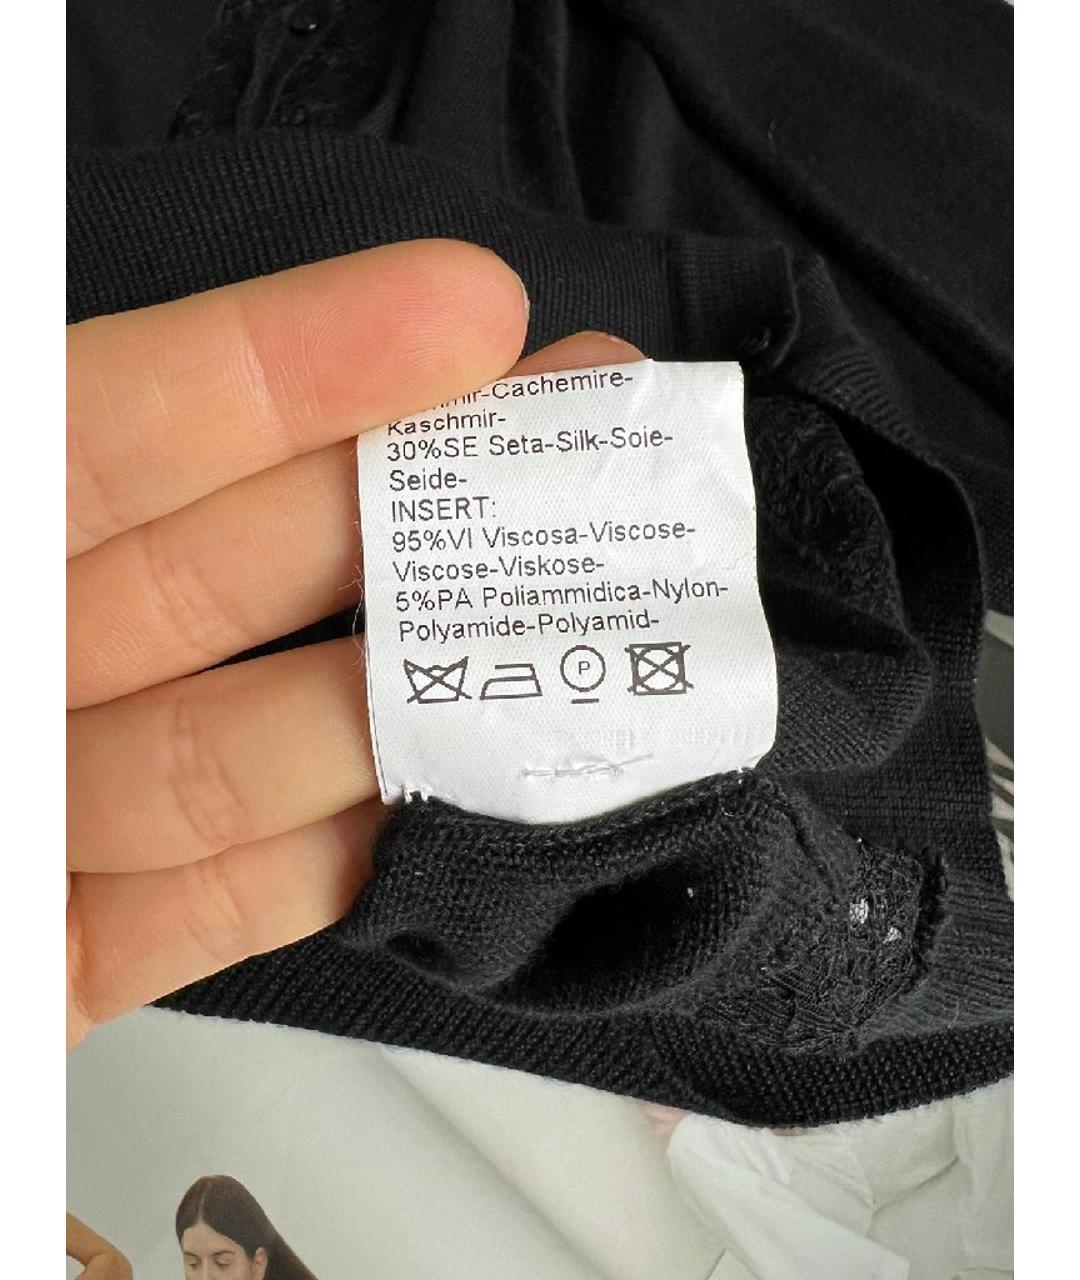 -Cachemire-
Kaschmir-
30%SE Seta-Silk-Soie-
Seide-
INSERT:
95%VI Viscosa-Viscose-
Viscose-Viskose-
5%PA Poliammidica-Nylon-
Polyamide-Polyamid-
P